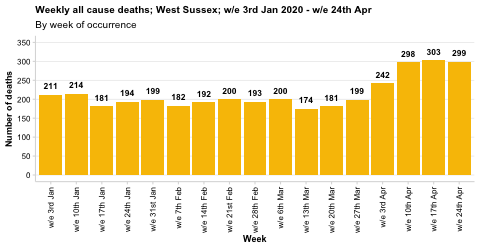 Weekly all cause deaths; West Sussex; w/e 3rd Jan 2020 - w/e 24th Apr
By week of occurrence
Number of deaths
350
300
250
200
150
100
50
0
211
214
181
194
199
182
192
200
193
200
174
181
199
242
298
303
299
w/e 3rd Jan
w/e 10th Jan
w/e 17th Jan
w/e 24th Jan
w/e 31st Jan
w/e 7th Feb
w/e 14th Feb
w/e 21st Feb
w/e 28th Feb
w/e 6th Mar
w/e 13th Mar
w/e 20th Mar
w/e 27th Mar
w/e 3rd Apr
w/e 10th Apr
w/e 17th Apr
w/e 24th Apr
Week